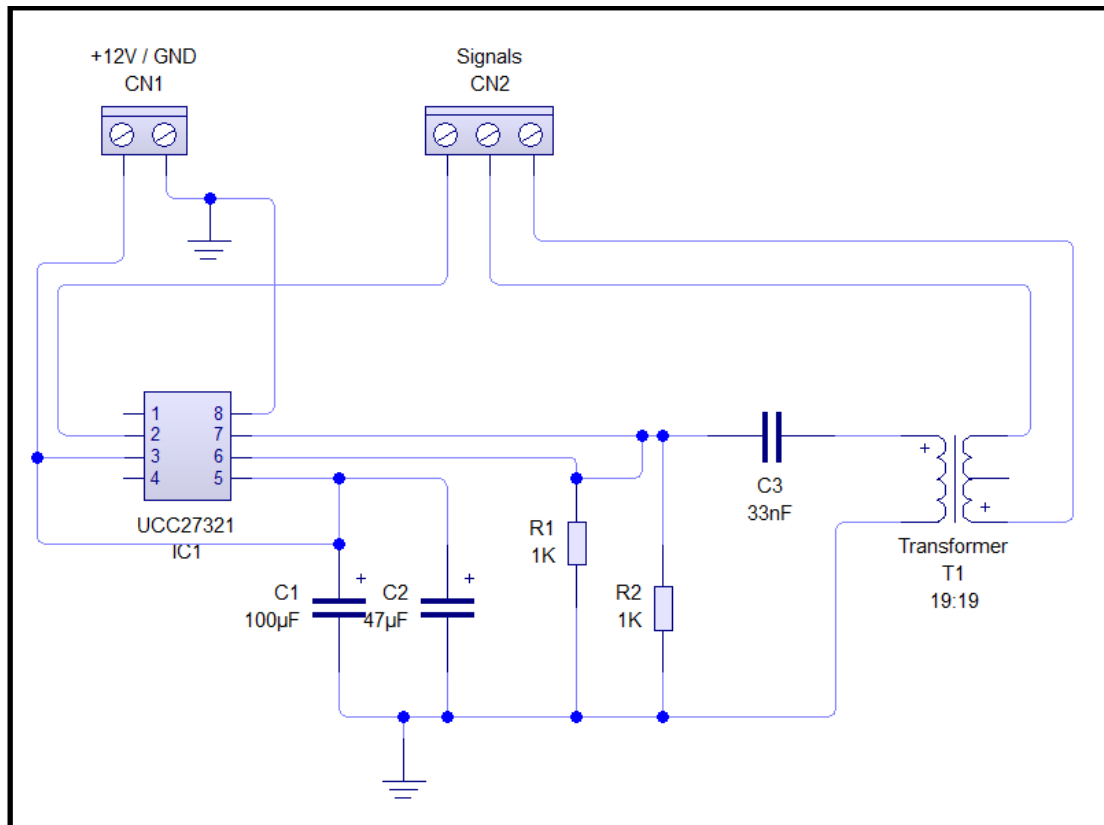 +12V / GND
CN1
Signals
CN2
1 8
2 7
3 6
4 5
UCC27321
IC1
C1
100µF
+
C2
47µF
+
R1
1K
R2
1K
C3
33nF
+
+
Transformer
T1
19:19